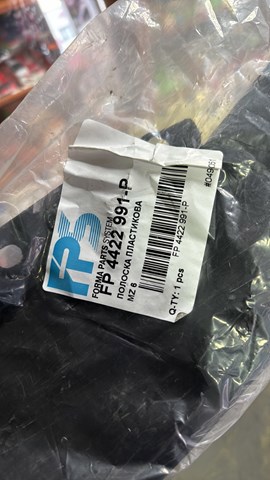 FPS
FORMA PARTS SYSTEM
FP 4422 991-P
ПОЛОСКА ПЛАСТИКОВА
MZ 6
FP 4422 991-P
Q-TY: 1 pcs